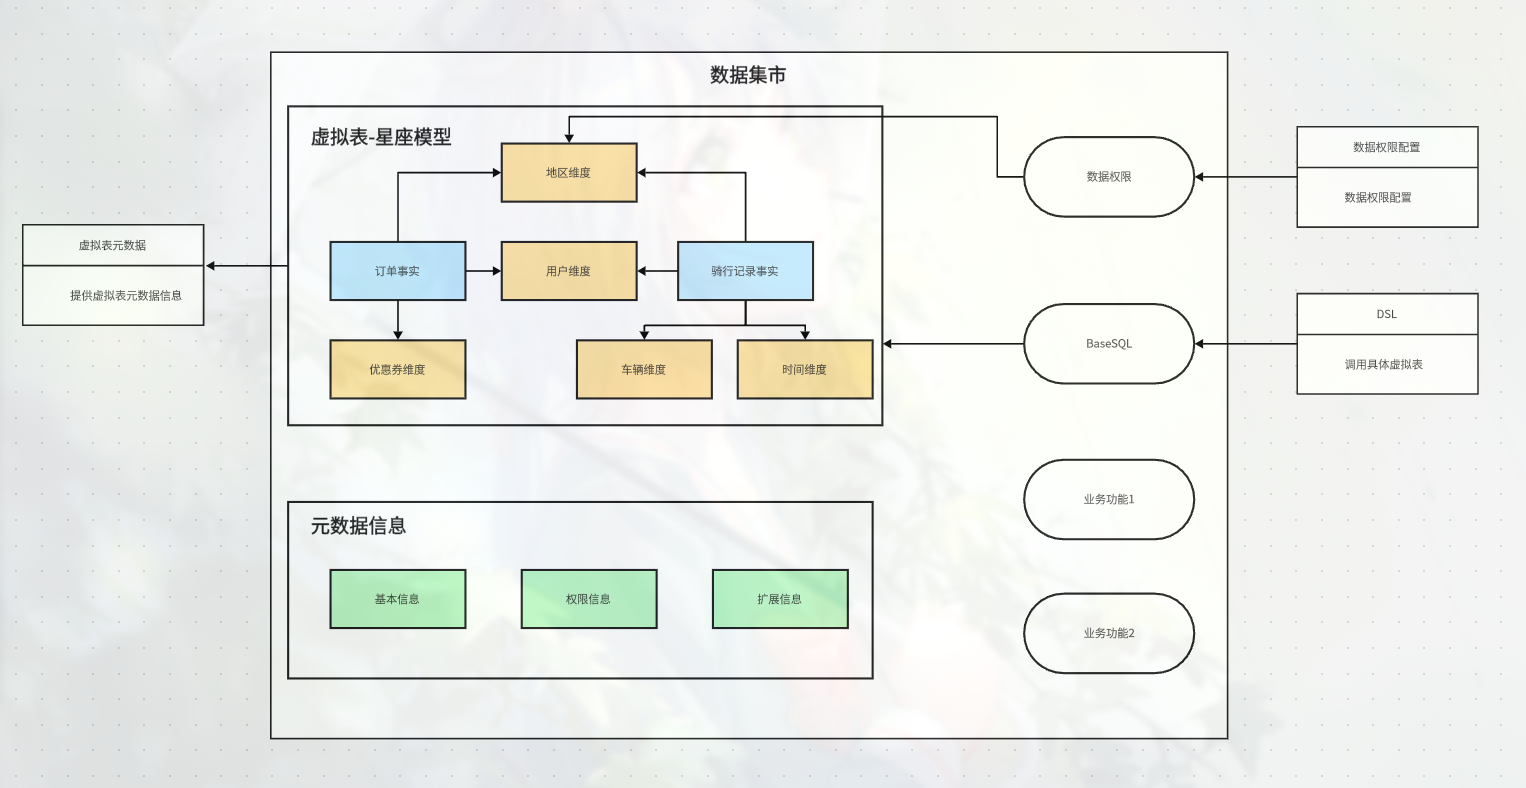 数据集市
虚拟表-星座模型
地区维度
订单事实
用户维度
骑行记录事实
优惠券维度
车辆维度
时间维度
虚拟表元数据
提供虚拟表元数据信息
元数据信息
基本信息
权限信息
扩展信息
数据权限
BaseSQL
业务功能1
业务功能2
数据权限配置
数据权限配置
DSL
调用具体虚拟表